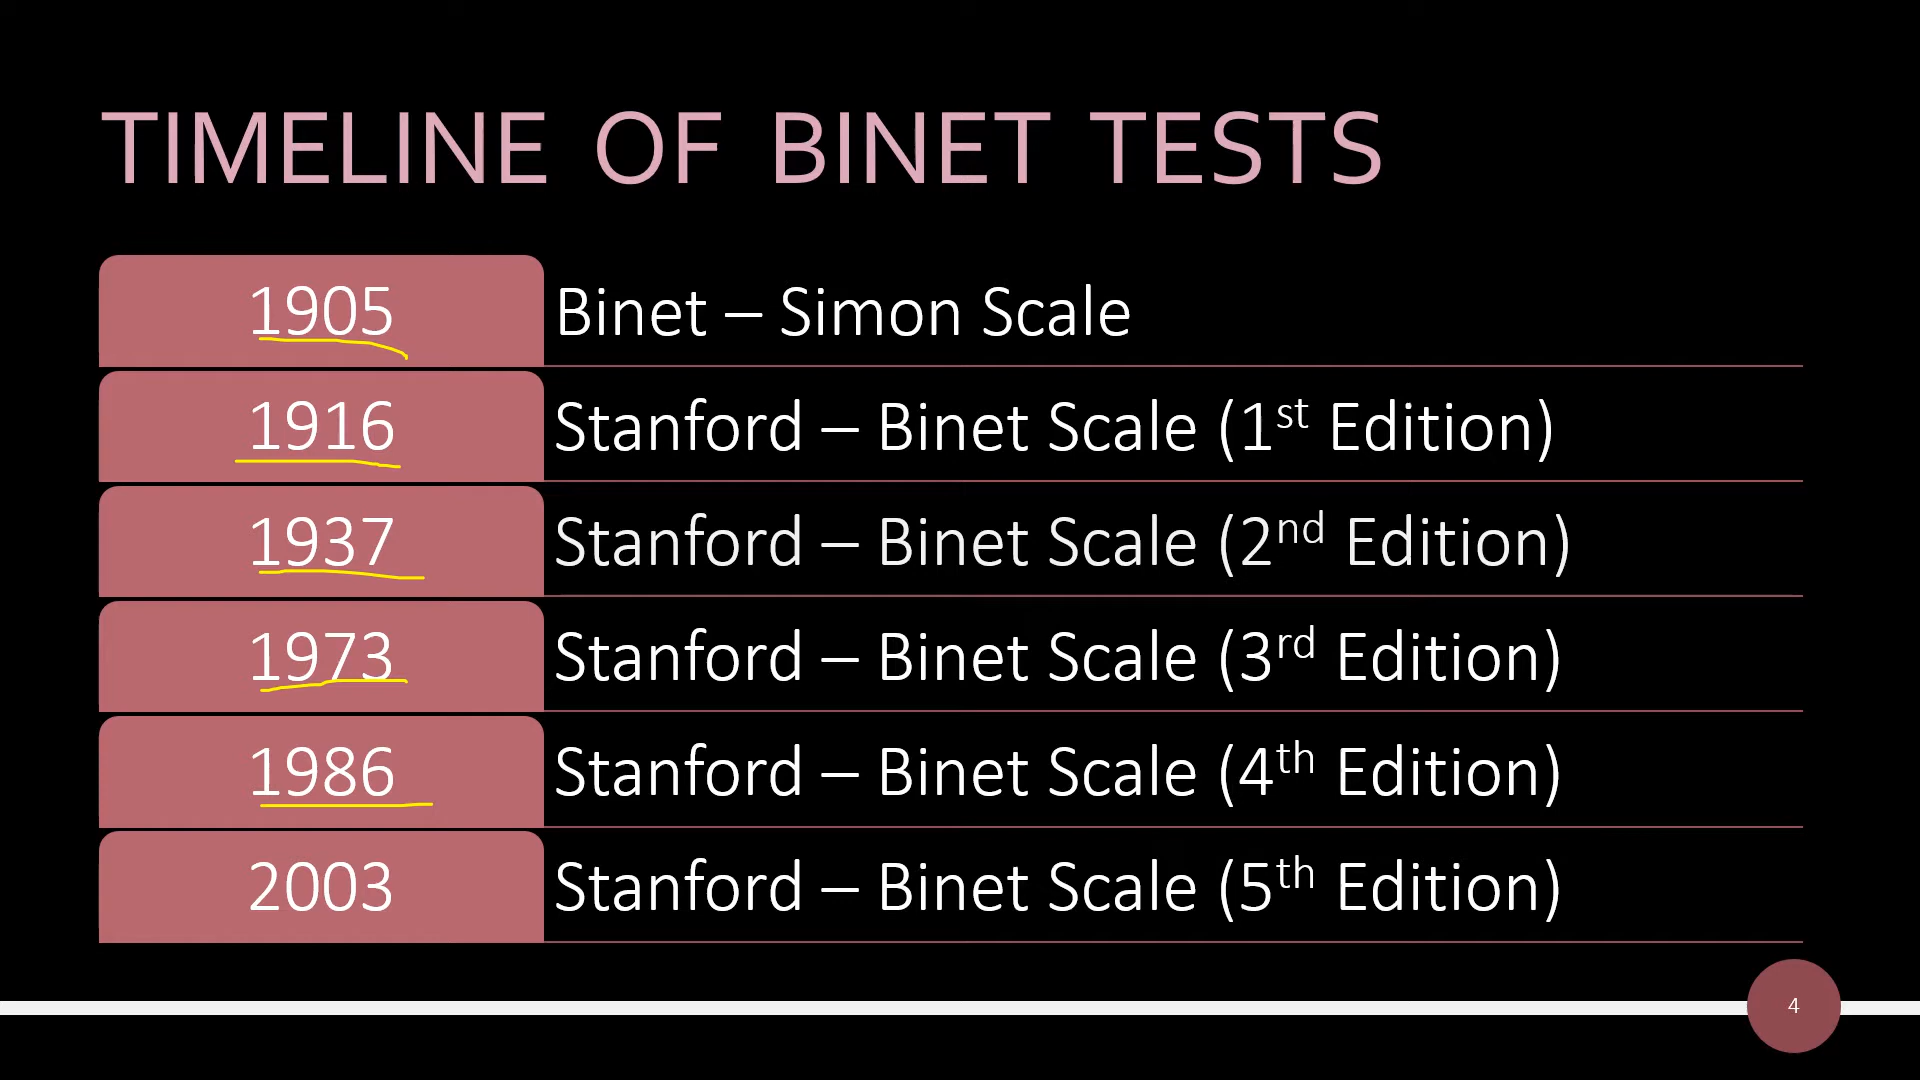 TIMELINE OF BINET TESTS
1905 Binet – Simon Scale
1916 Stanford – Binet Scale (1st Edition)
1937 Stanford – Binet Scale (2nd Edition)
1973 Stanford – Binet Scale (3rd Edition)
1986 Stanford – Binet Scale (4th Edition)
2003 Stanford – Binet Scale (5th Edition)
4